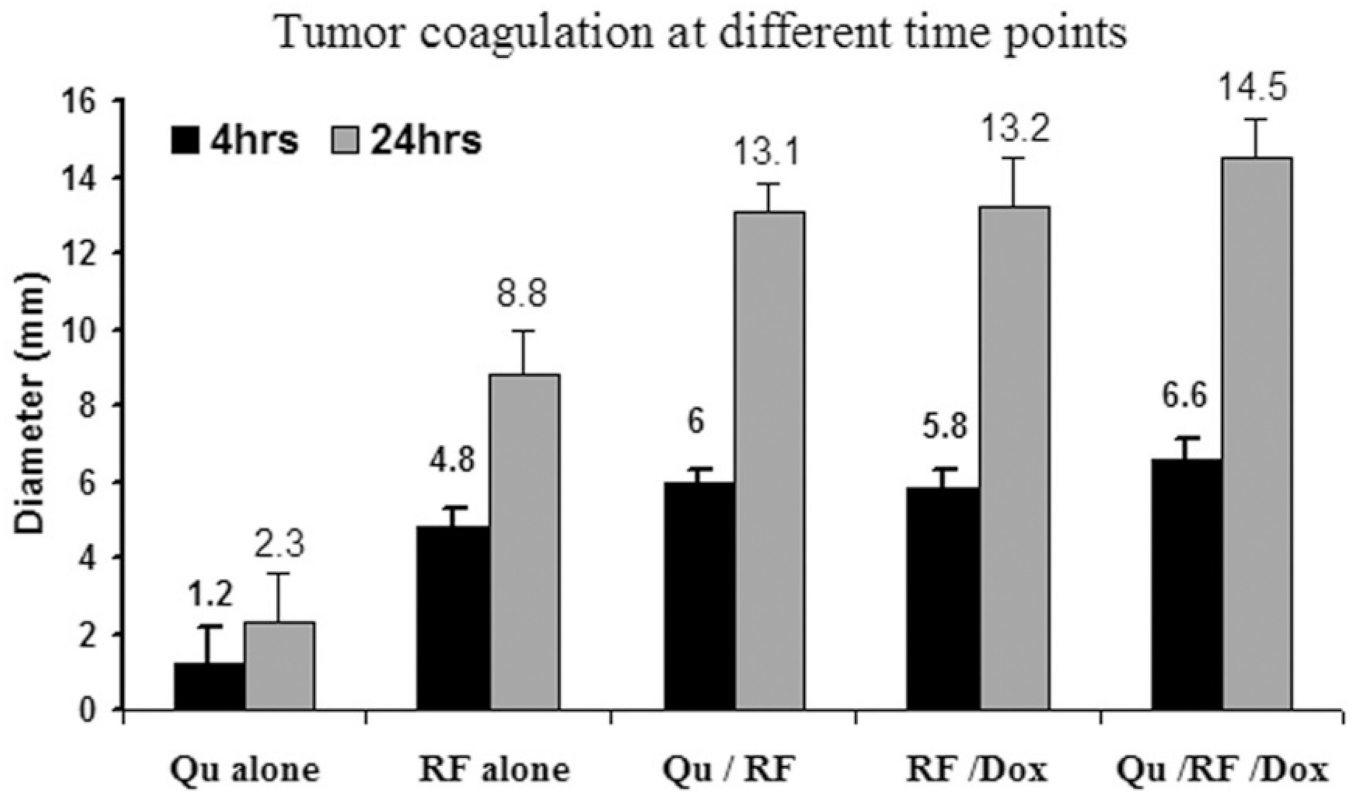 Tumor coagulation at different time points
4hrs 24hrs
Diameter (mm)
16
14
12
10
8
6
4
2
0
1.2
2.3
4.8
8.8
6
13.1
5.8
13.2
6.6
14.5
Qu alone
RF alone
Qu / RF
RF /Dox
Qu /RF /Dox